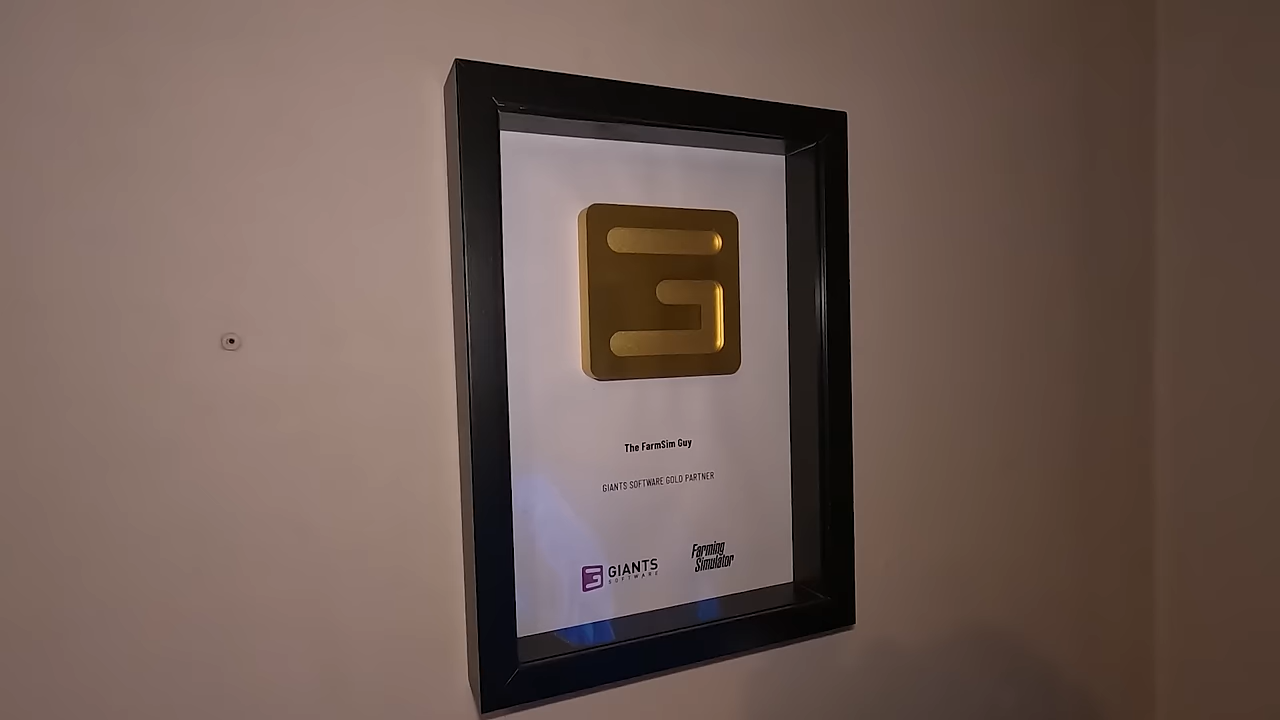 The FarmSim Guy
GIANTS SOFTWARE GOLD PARTNER
GIANTS
SOFTWARE
Farming
Simulator